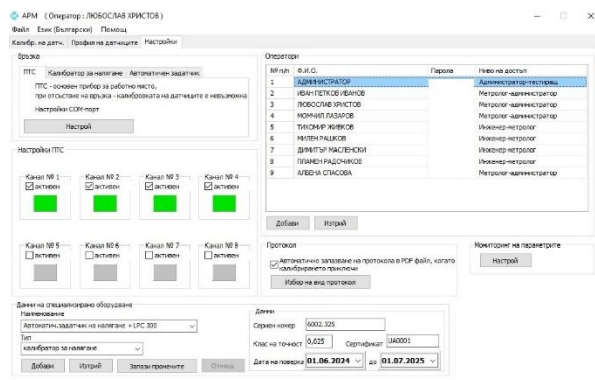 АРМ ( Оператор : ЛЮБОСЛАВ ХРИСТОВ )
Файл Език (Български) Помощ
Калибр. на датч. Профил на датчиците Настройки
Връзка
ПТС Калибратор за налягане Автоматичен задатчик
ПТС - основен прибор за работно място,
при отсъствие на прибор - калибровката на датчиците е невъзможна
Настройки COM-порт
Настрой
Настройки ПТС
Канал № 1 Канал № 2 Канал № 3 Канал № 4
активен активен активен активен
Канал № 5 Канал № 6 Канал № 7 Канал № 8
активен активен активен активен
Данни на специализирано оборудване
Наименование
Автоматич.задатчик на налягане + LPC 300
Тип
калибратор за налягане
Добави Изтрий Запази промените Отмяна
Оператори
№ п/п Ф.И.О. Парола Ниво на достъп
1 АДМИНИСТРАТОР Администратор-тестиращ
2 ИВАН ПЕТКОВ ИВАНОВ Метролог-администратор
3 ЛЮБОСЛАВ ХРИСТОВ Метролог-администратор
4 МОМЧИЛ ЛАЗАРОВ Метролог-администратор
5 ТИХОМИР ЖИВКОВ Инженер-метролог
6 МИЛЕН РАШКОВ Инженер-метролог
7 ДИМИТЪР МАСЛЕНСКИ Инженер-метролог
8 ПЛАМЕН РАДОЧИКОВ Инженер-метролог
9 АЛБЕНА СПАСОВА Метролог-администратор
Добави Изтрий
Протокол
Автоматично запазване на протокола в PDF файл, когато
калибрирането приключи
Избор на вид протокол
Мониторинг на параметрите
Настрой
Данни
Сериен номер 6002.325
Клас на точност 0,025 Сертификат UA0001
Дата на поверка 01.06.2024 до 01.07.2025